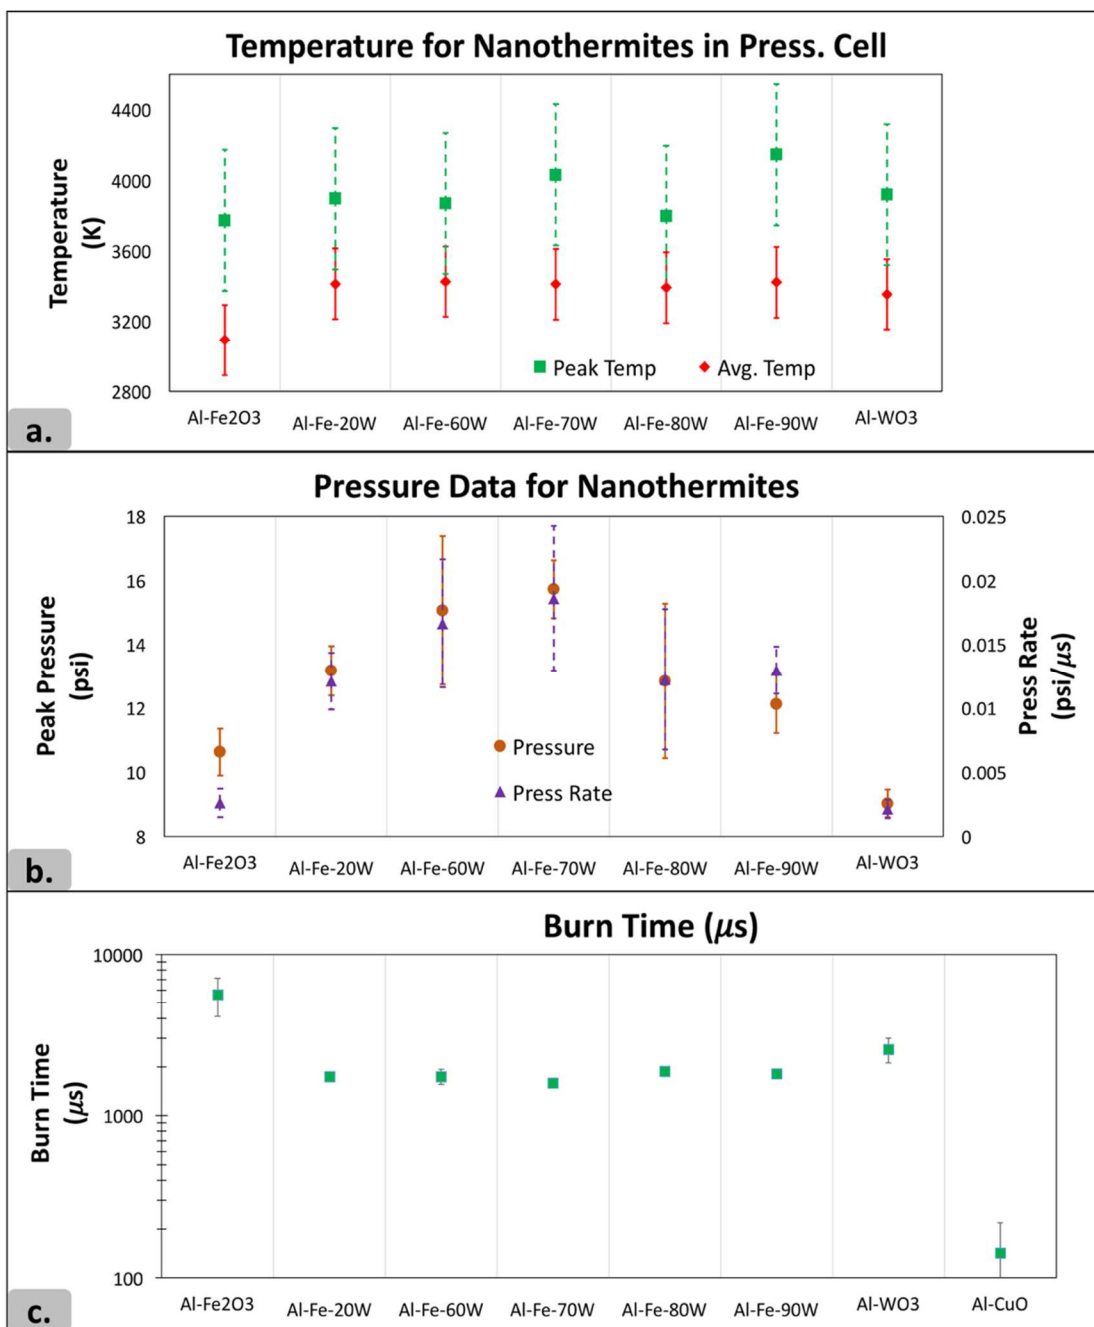 Temperature for Nanothermites in Press. Cell
Temperature
(K)
4400
4000
3600
3200
2800
Peak Temp
Avg. Temp
Al-Fe2O3 Al-Fe-20W Al-Fe-60W Al-Fe-70W Al-Fe-80W Al-Fe-90W Al-WO3
a.
Pressure Data for Nanothermites
Peak Pressure
(psi)
18
16
14
12
10
8
Pressure
Press Rate
0.025
0.02
0.015
0.01
0.005
0
Press Rate
(psi/μs)
Al-Fe2O3 Al-Fe-20W Al-Fe-60W Al-Fe-70W Al-Fe-80W Al-Fe-90W Al-WO3
b.
Burn Time (μs)
Burn Time
(μs)
10000
1000
100
Al-Fe2O3 Al-Fe-20W Al-Fe-60W Al-Fe-70W Al-Fe-80W Al-Fe-90W Al-WO3 Al-CuO
c.